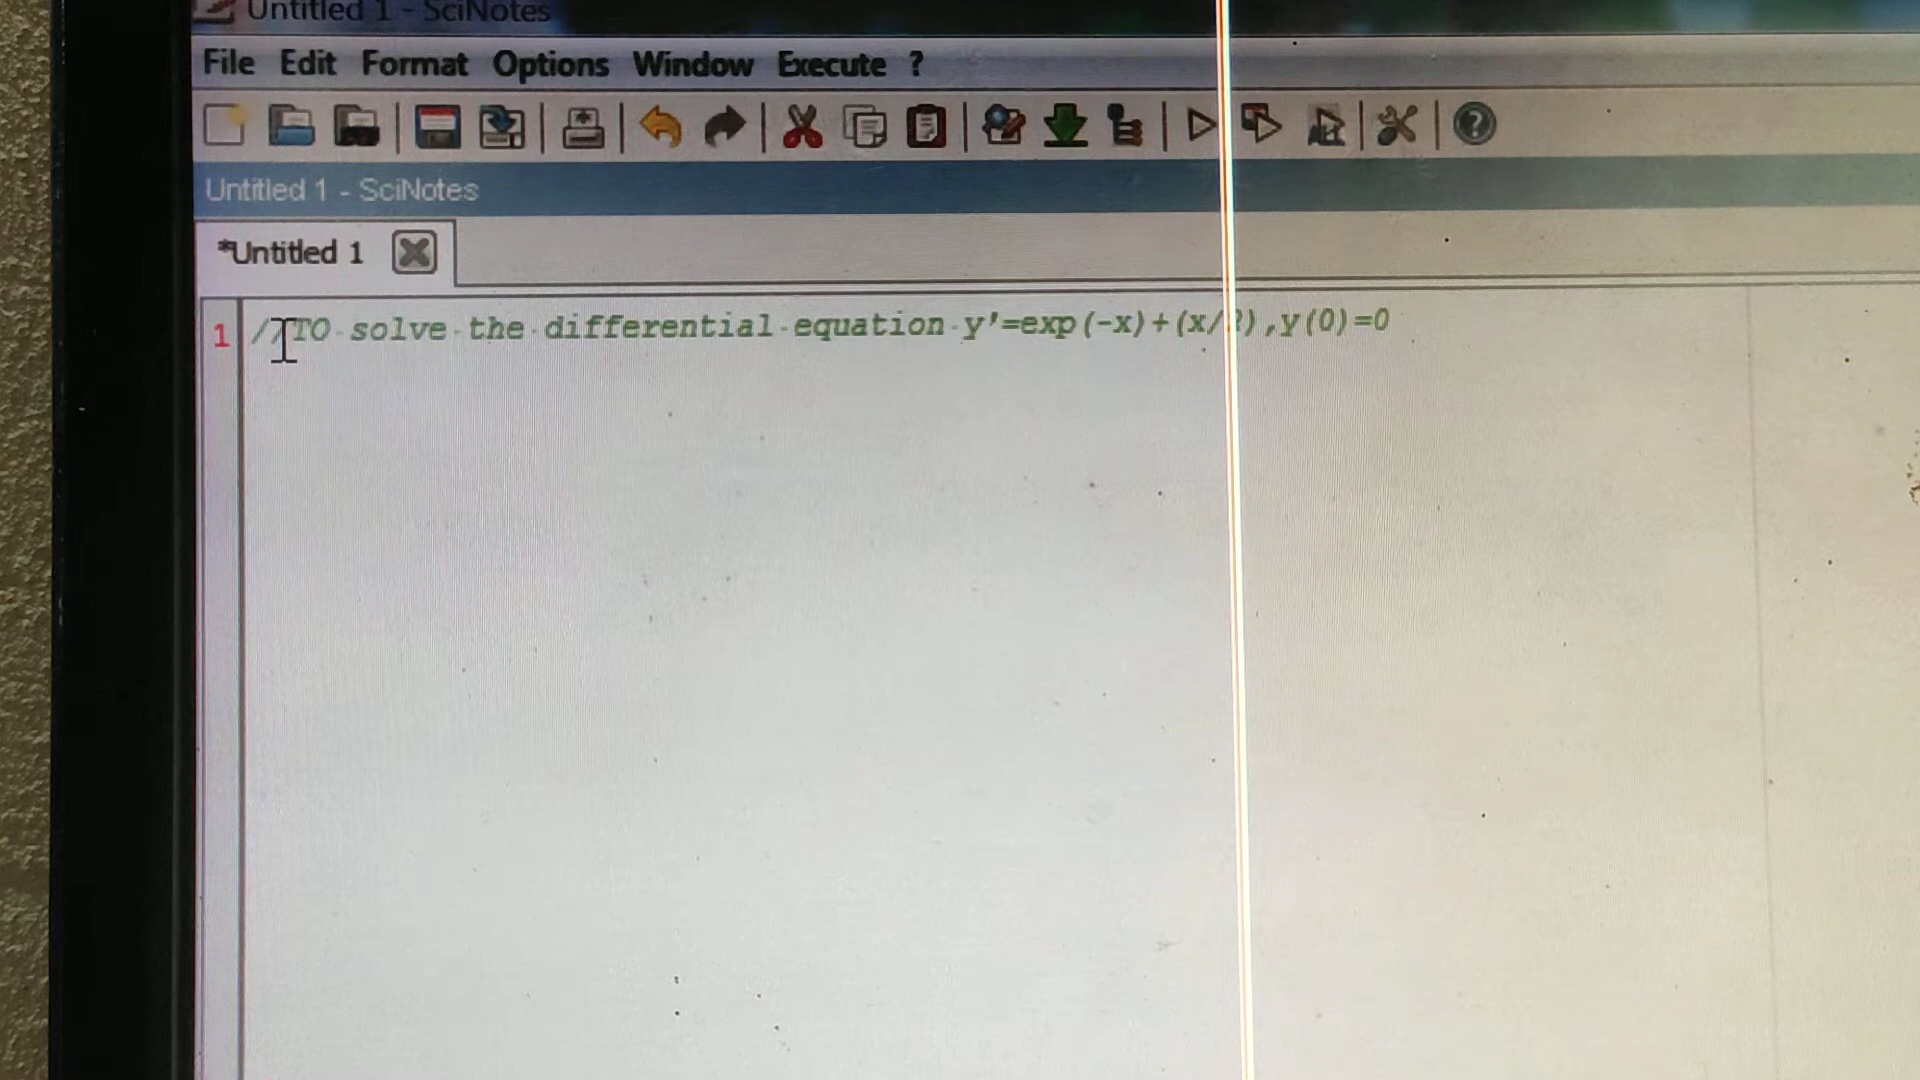 Untitled 1 - SciNotes
File Edit Format Options Window Execute ?
Untitled 1 - SciNotes
*Untitled 1
1 //TO solve the differential equation y'=exp(-x)+(x/2),y(0)=0